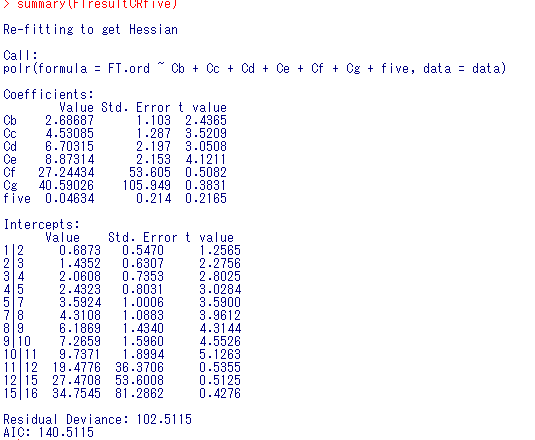 > summary(FTresultCRfive)
Re-fitting to get Hessian
Call:
polr(formula = FT.ord ~ Cb + Cc + Cd + Ce + Cf + Cg + five, data = data)
Coefficients:
Value Std. Error t value
Cb 2.68687 1.103 2.4365
Cc 4.53085 1.287 3.5209
Cd 6.70315 2.197 3.0508
Ce 8.87314 2.153 4.1211
Cf 27.24434 53.605 0.5082
Cg 40.59026 105.949 0.3831
five 0.04634 0.214 0.2165
Intercepts:
Value Std. Error t value
1|2 0.6873 0.5470 1.2565
2|3 1.4352 0.6307 2.2756
3|4 2.0608 0.7353 2.8025
4|5 2.4323 0.8031 3.0284
5|7 3.5924 1.0006 3.5900
7|8 4.3108 1.0883 3.9612
8|9 6.1869 1.4340 4.3144
9|10 7.2659 1.5960 4.5526
10|11 9.7371 1.8994 5.1263
11|12 19.4776 36.3706 0.5355
12|15 27.4708 53.6008 0.5125
15|16 34.7545 81.2862 0.4276
Residual Deviance: 102.5115
AIC: 140.5115